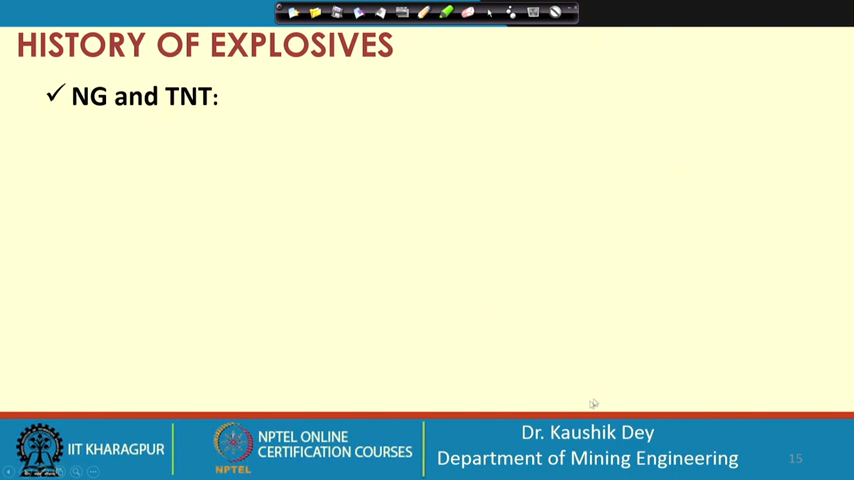 HISTORY OF EXPLOSIVES
✓ NG and TNT:
IIT KHARAGPUR
NPTEL
NPTEL ONLINE
CERTIFICATION COURSES
Dr. Kaushik Dey
Department of Mining Engineering
15